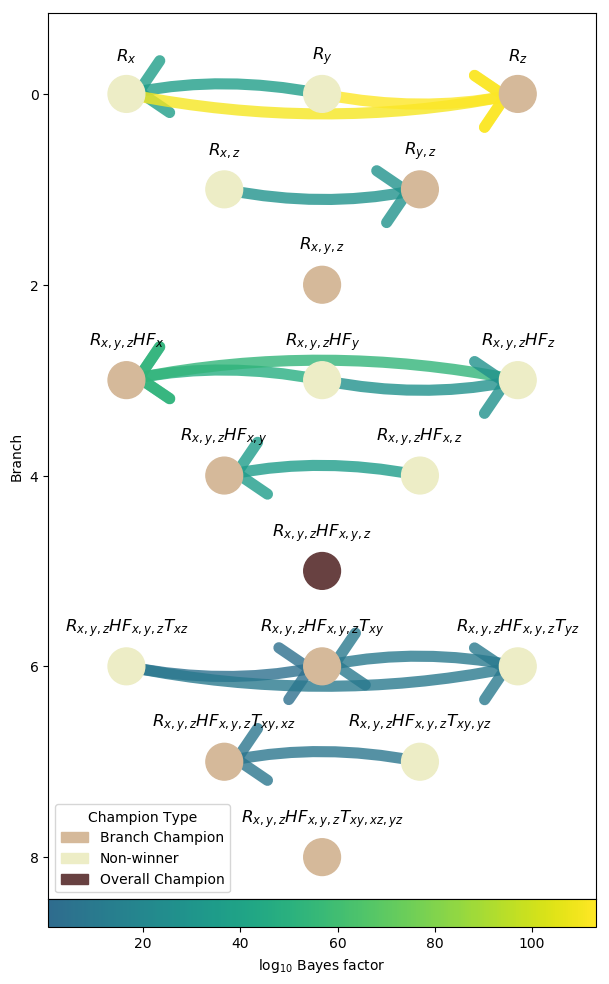 R_x R_y R_z
0
R_{x,z} R_{y,z}
R_{x,y,z}
2
R_{x,y,z}HF_x R_{x,y,z}HF_y R_{x,y,z}HF_z
R_{x,y,z}HF_{x,y} R_{x,y,z}HF_{x,z}
4
Branch
R_{x,y,z}HF_{x,y,z}
R_{x,y,z}HF_{x,y,z}T_{xz} R_{x,y,z}HF_{x,y,z}T_{xy} R_{x,y,z}HF_{x,y,z}T_{yz}
6
R_{x,y,z}HF_{x,y,z}T_{xy,xz} R_{x,y,z}HF_{x,y,z}T_{xy,yz}
R_{x,y,z}HF_{x,y,z}T_{xy,xz,yz}
8
Champion Type
Branch Champion
Non-winner
Overall Champion
20 40 60 80 100
log_{10} Bayes factor